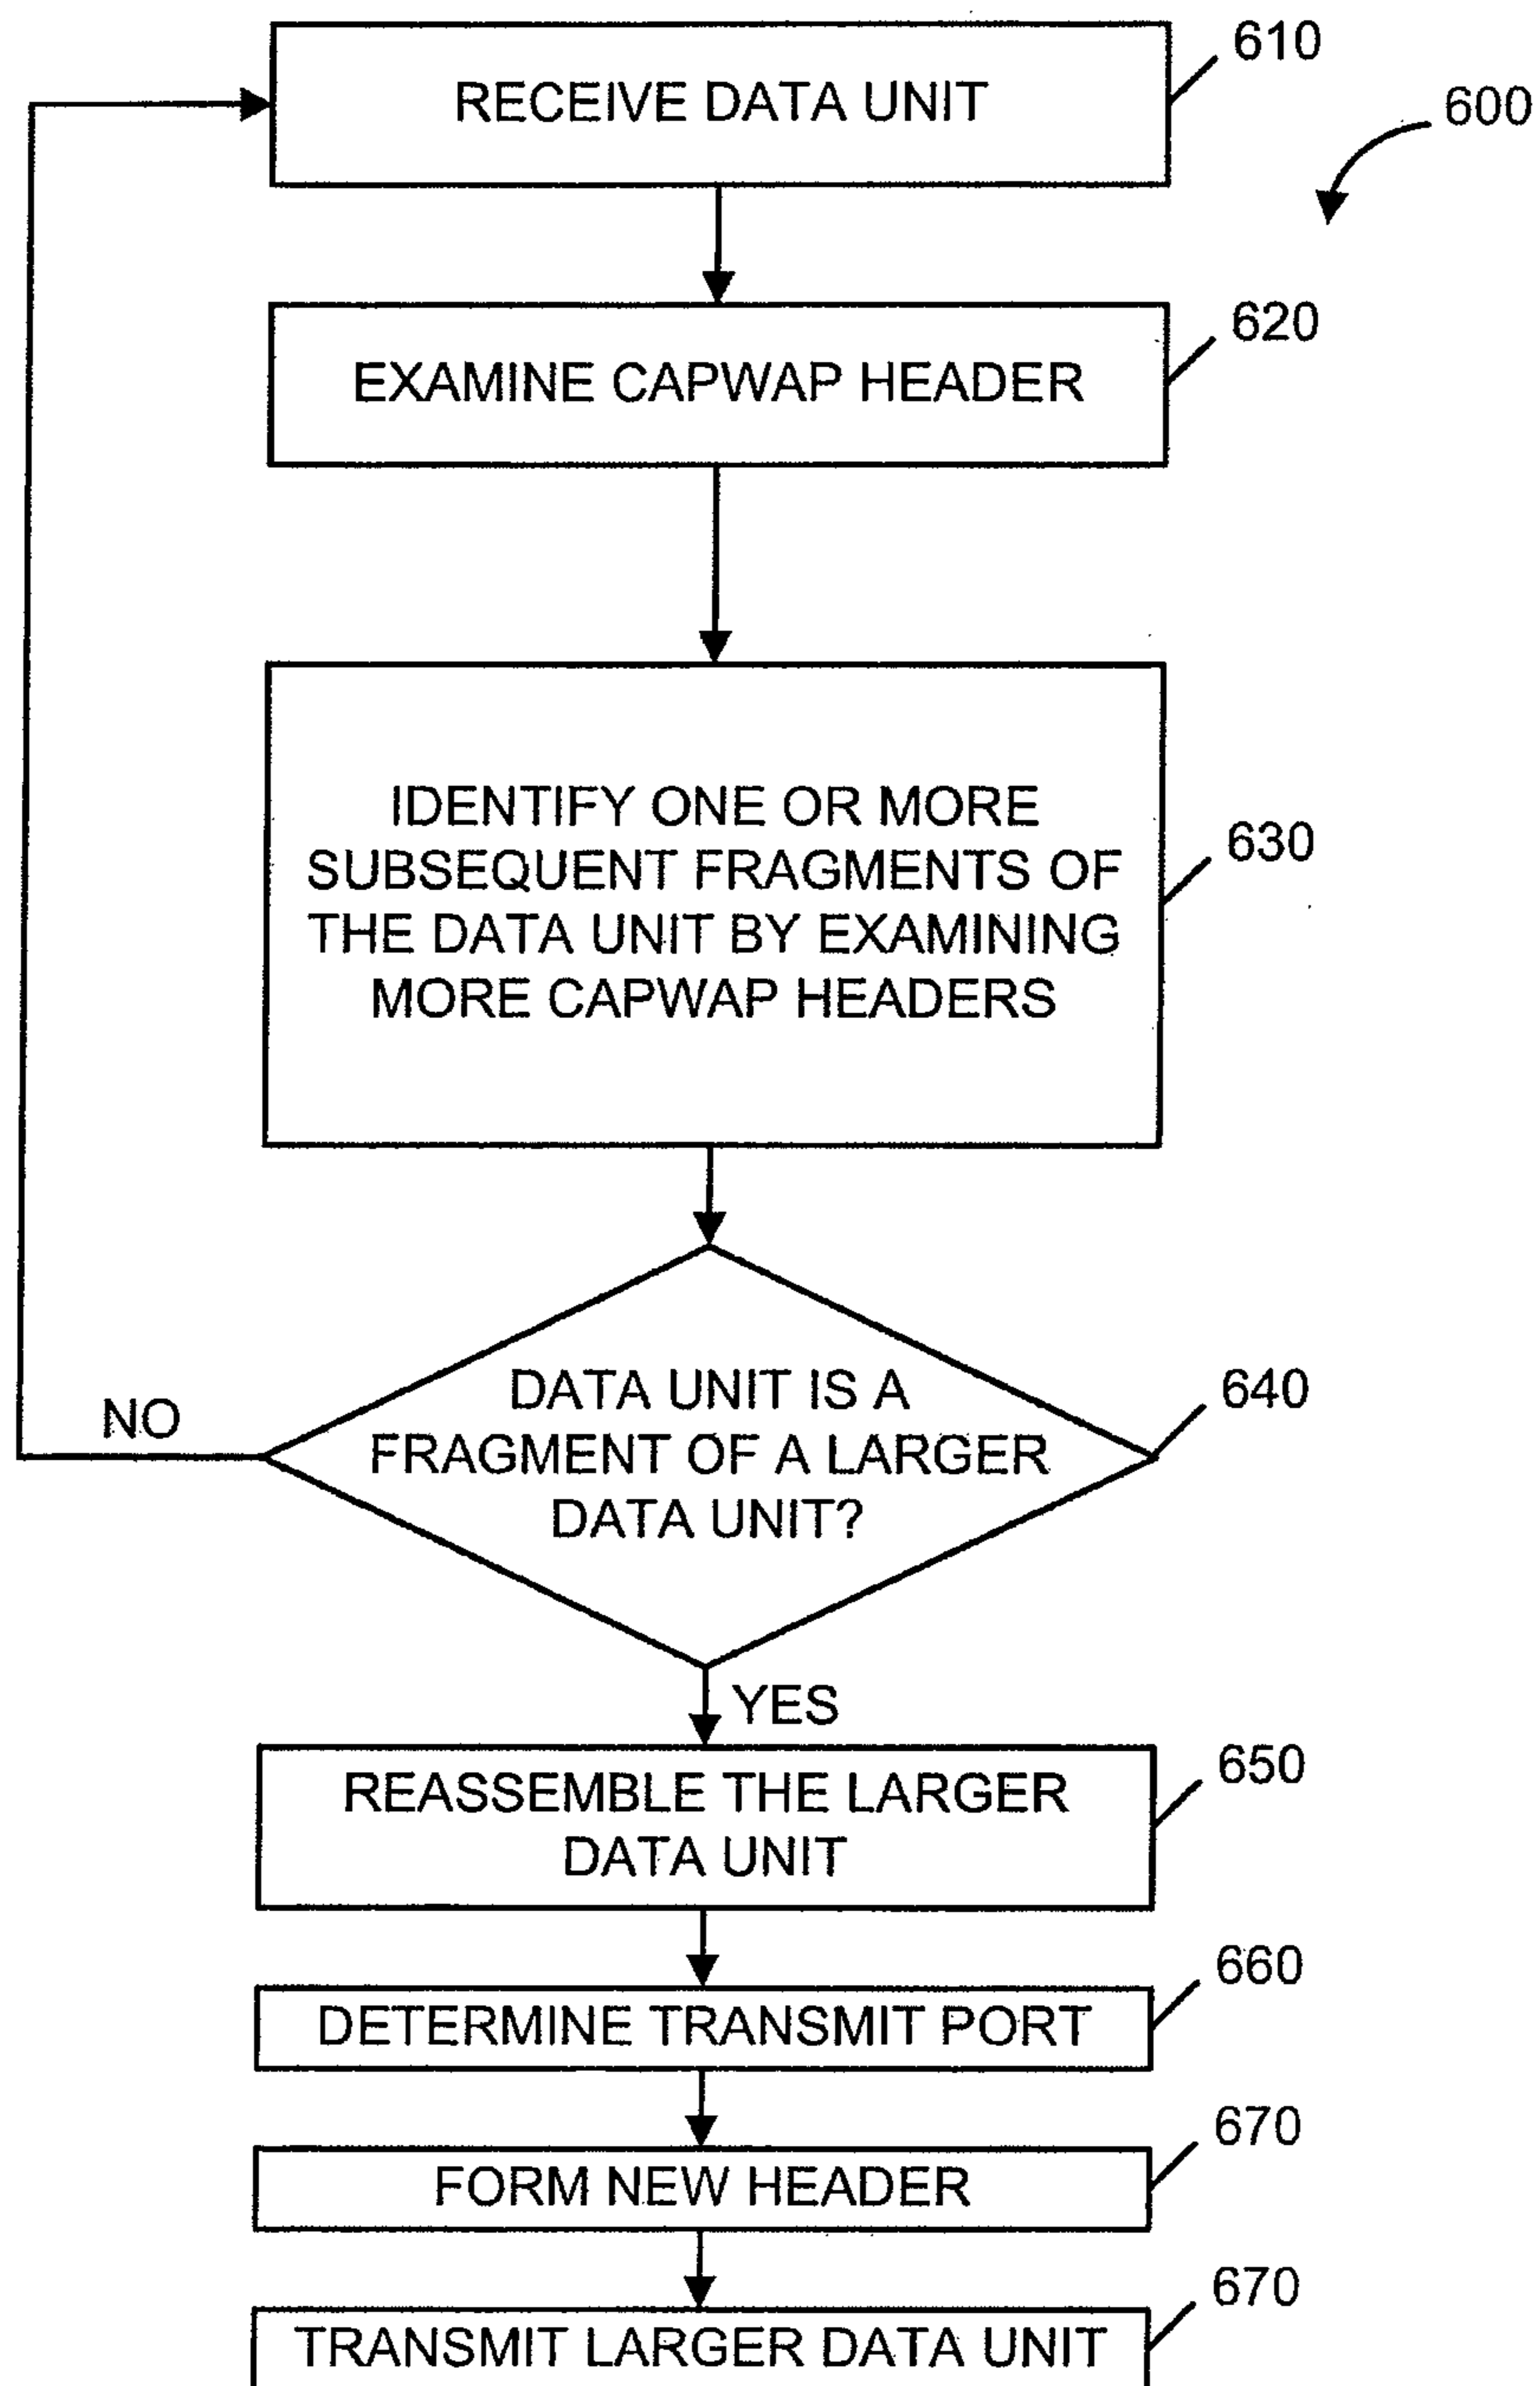 RECEIVE DATA UNIT
610
600
EXAMINE CAPWAP HEADER
620
IDENTIFY ONE OR MORE
SUBSEQUENT FRAGMENTS OF
THE DATA UNIT BY EXAMINING
MORE CAPWAP HEADERS
630
DATA UNIT IS A
FRAGMENT OF A LARGER
DATA UNIT?
640
NO
YES
REASSEMBLE THE LARGER
DATA UNIT
650
DETERMINE TRANSMIT PORT
660
FORM NEW HEADER
670
TRANSMIT LARGER DATA UNIT
670